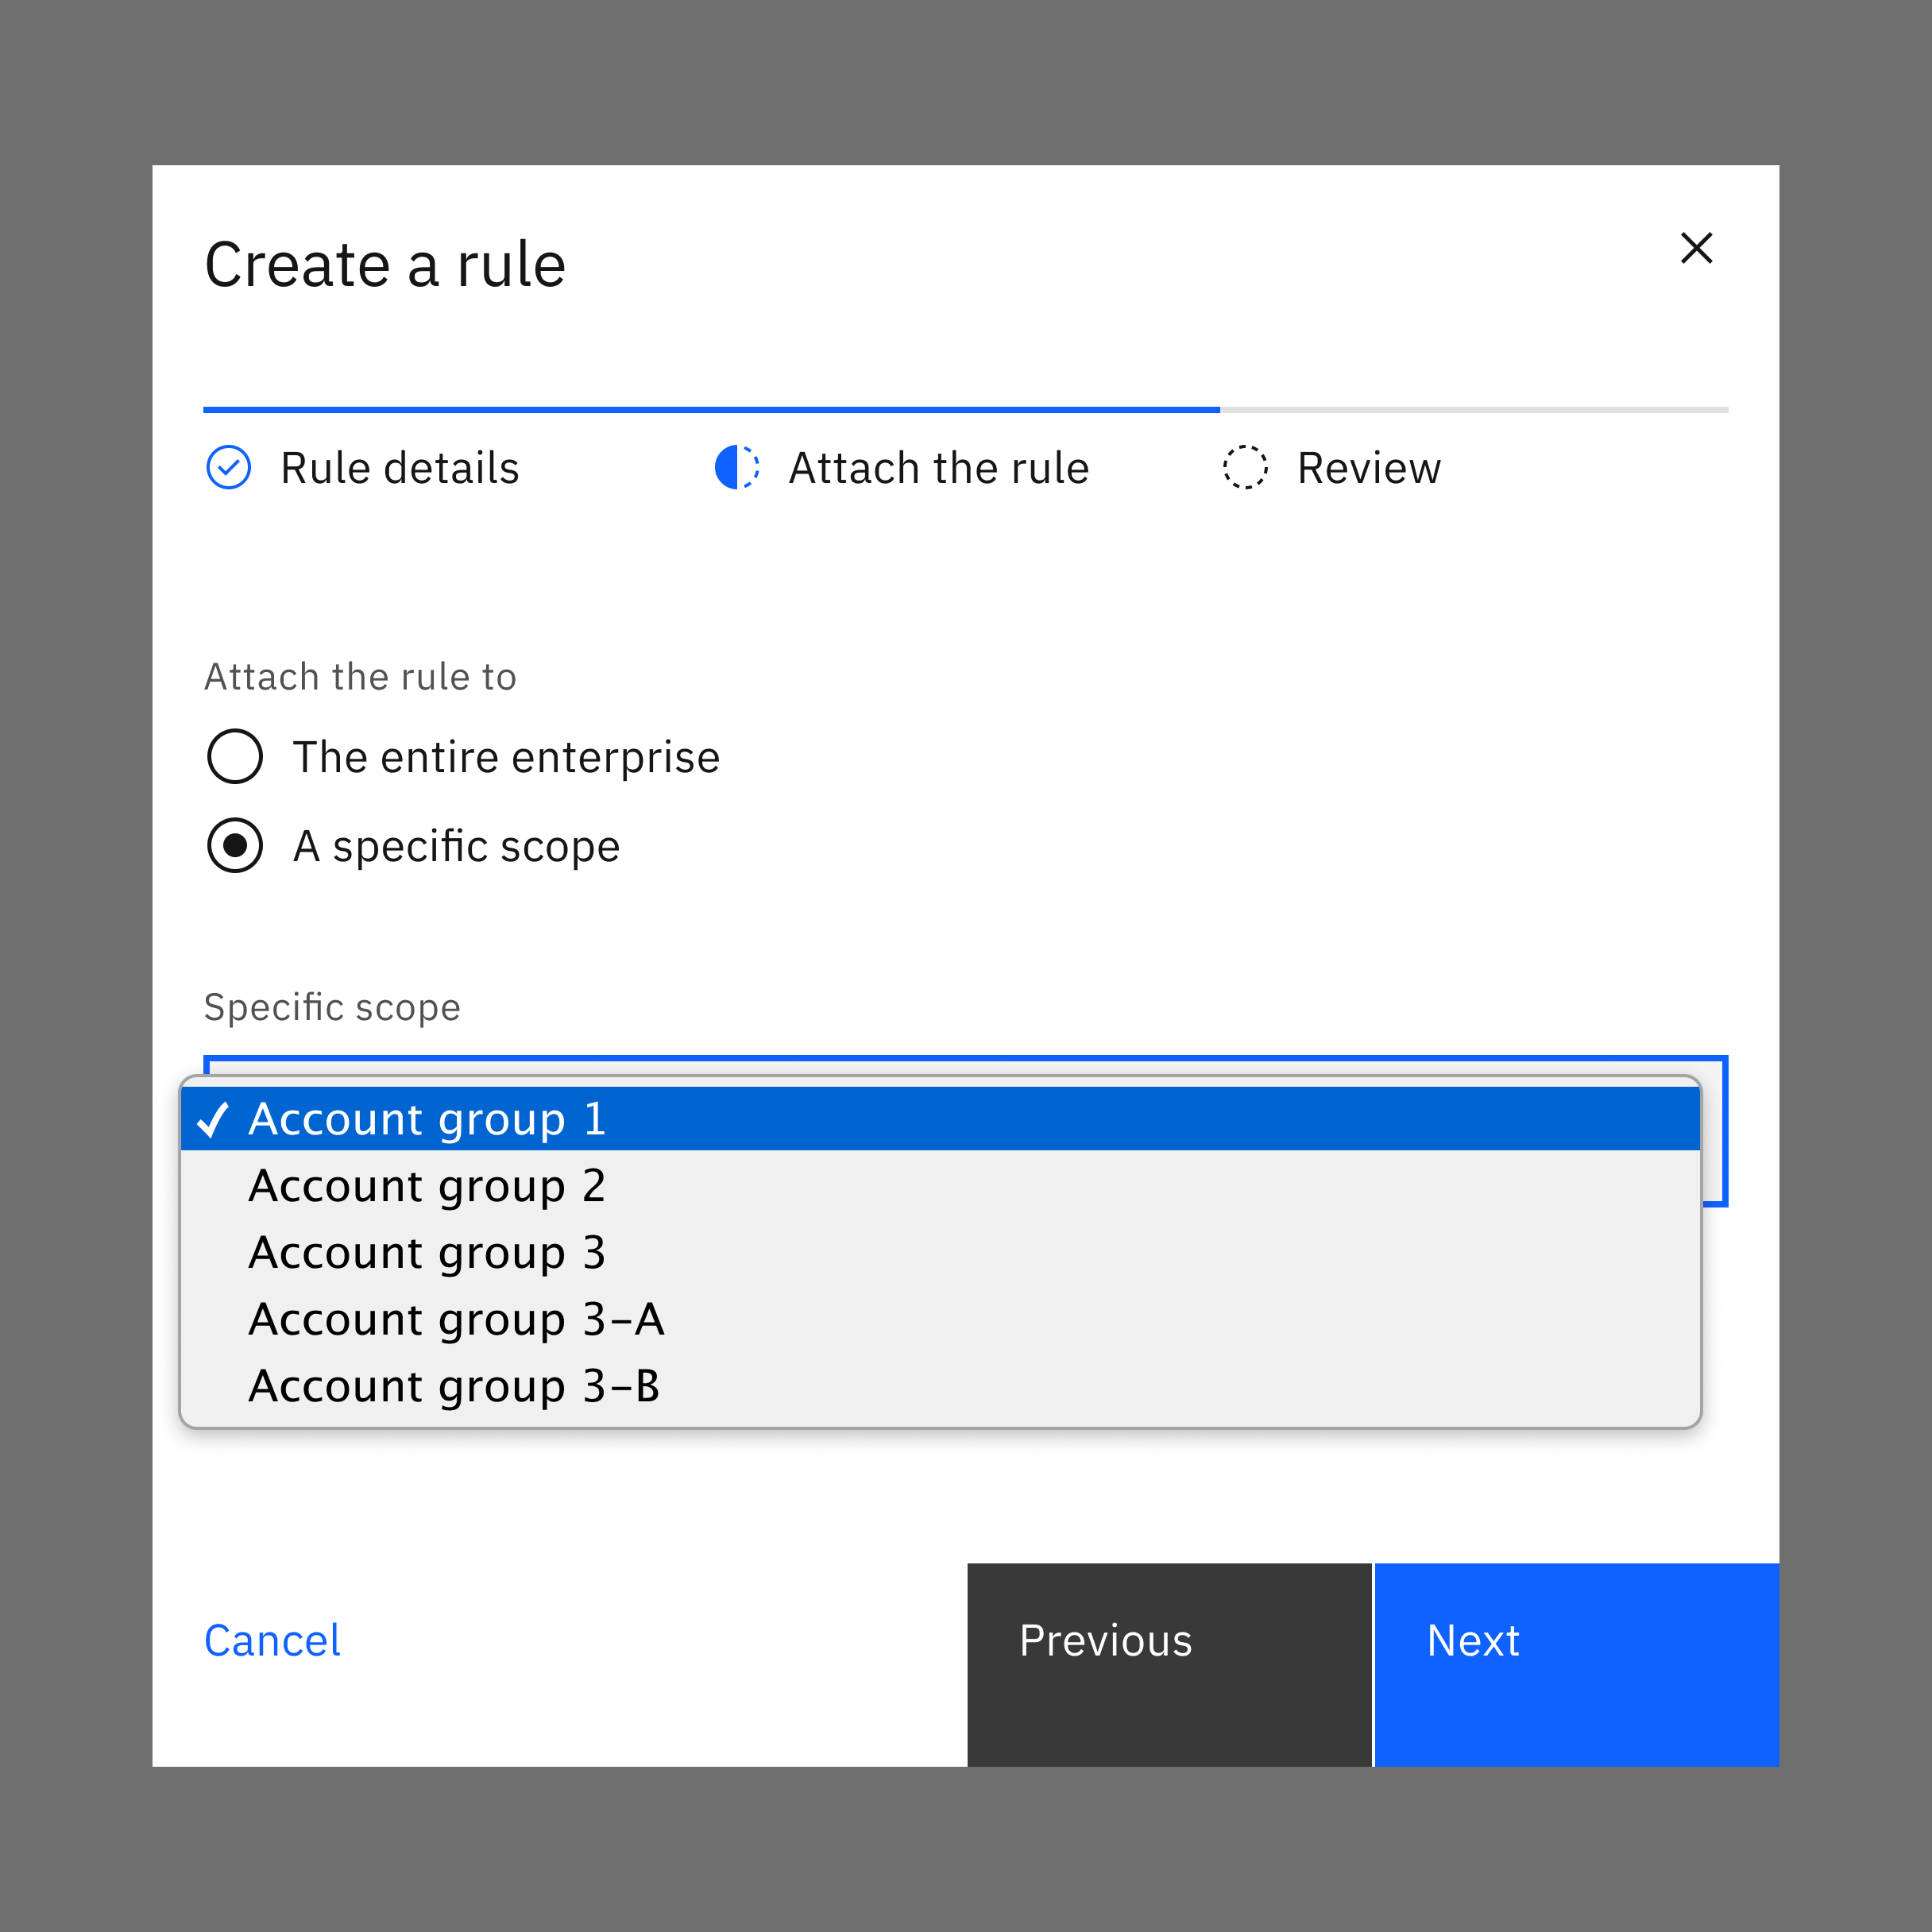 Create a rule
Rule details
Attach the rule
Review
Attach the rule to
The entire enterprise
A specific scope
Specific scope
Account group 1
Account group 2
Account group 3
Account group 3-A
Account group 3-B
Cancel
Previous
Next